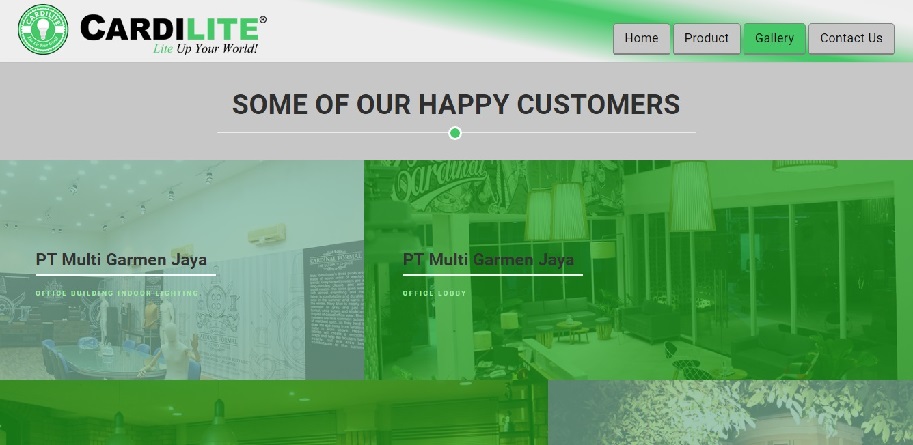 CARDILITE®
Lite Up Your World!
Home Product Gallery Contact Us
SOME OF OUR HAPPY CUSTOMERS
PT Multi Garmen Jaya
OFFICE BUILDING INDOOR LIGHTING
PT Multi Garmen Jaya
OFFICE LOBBY
Cardinal